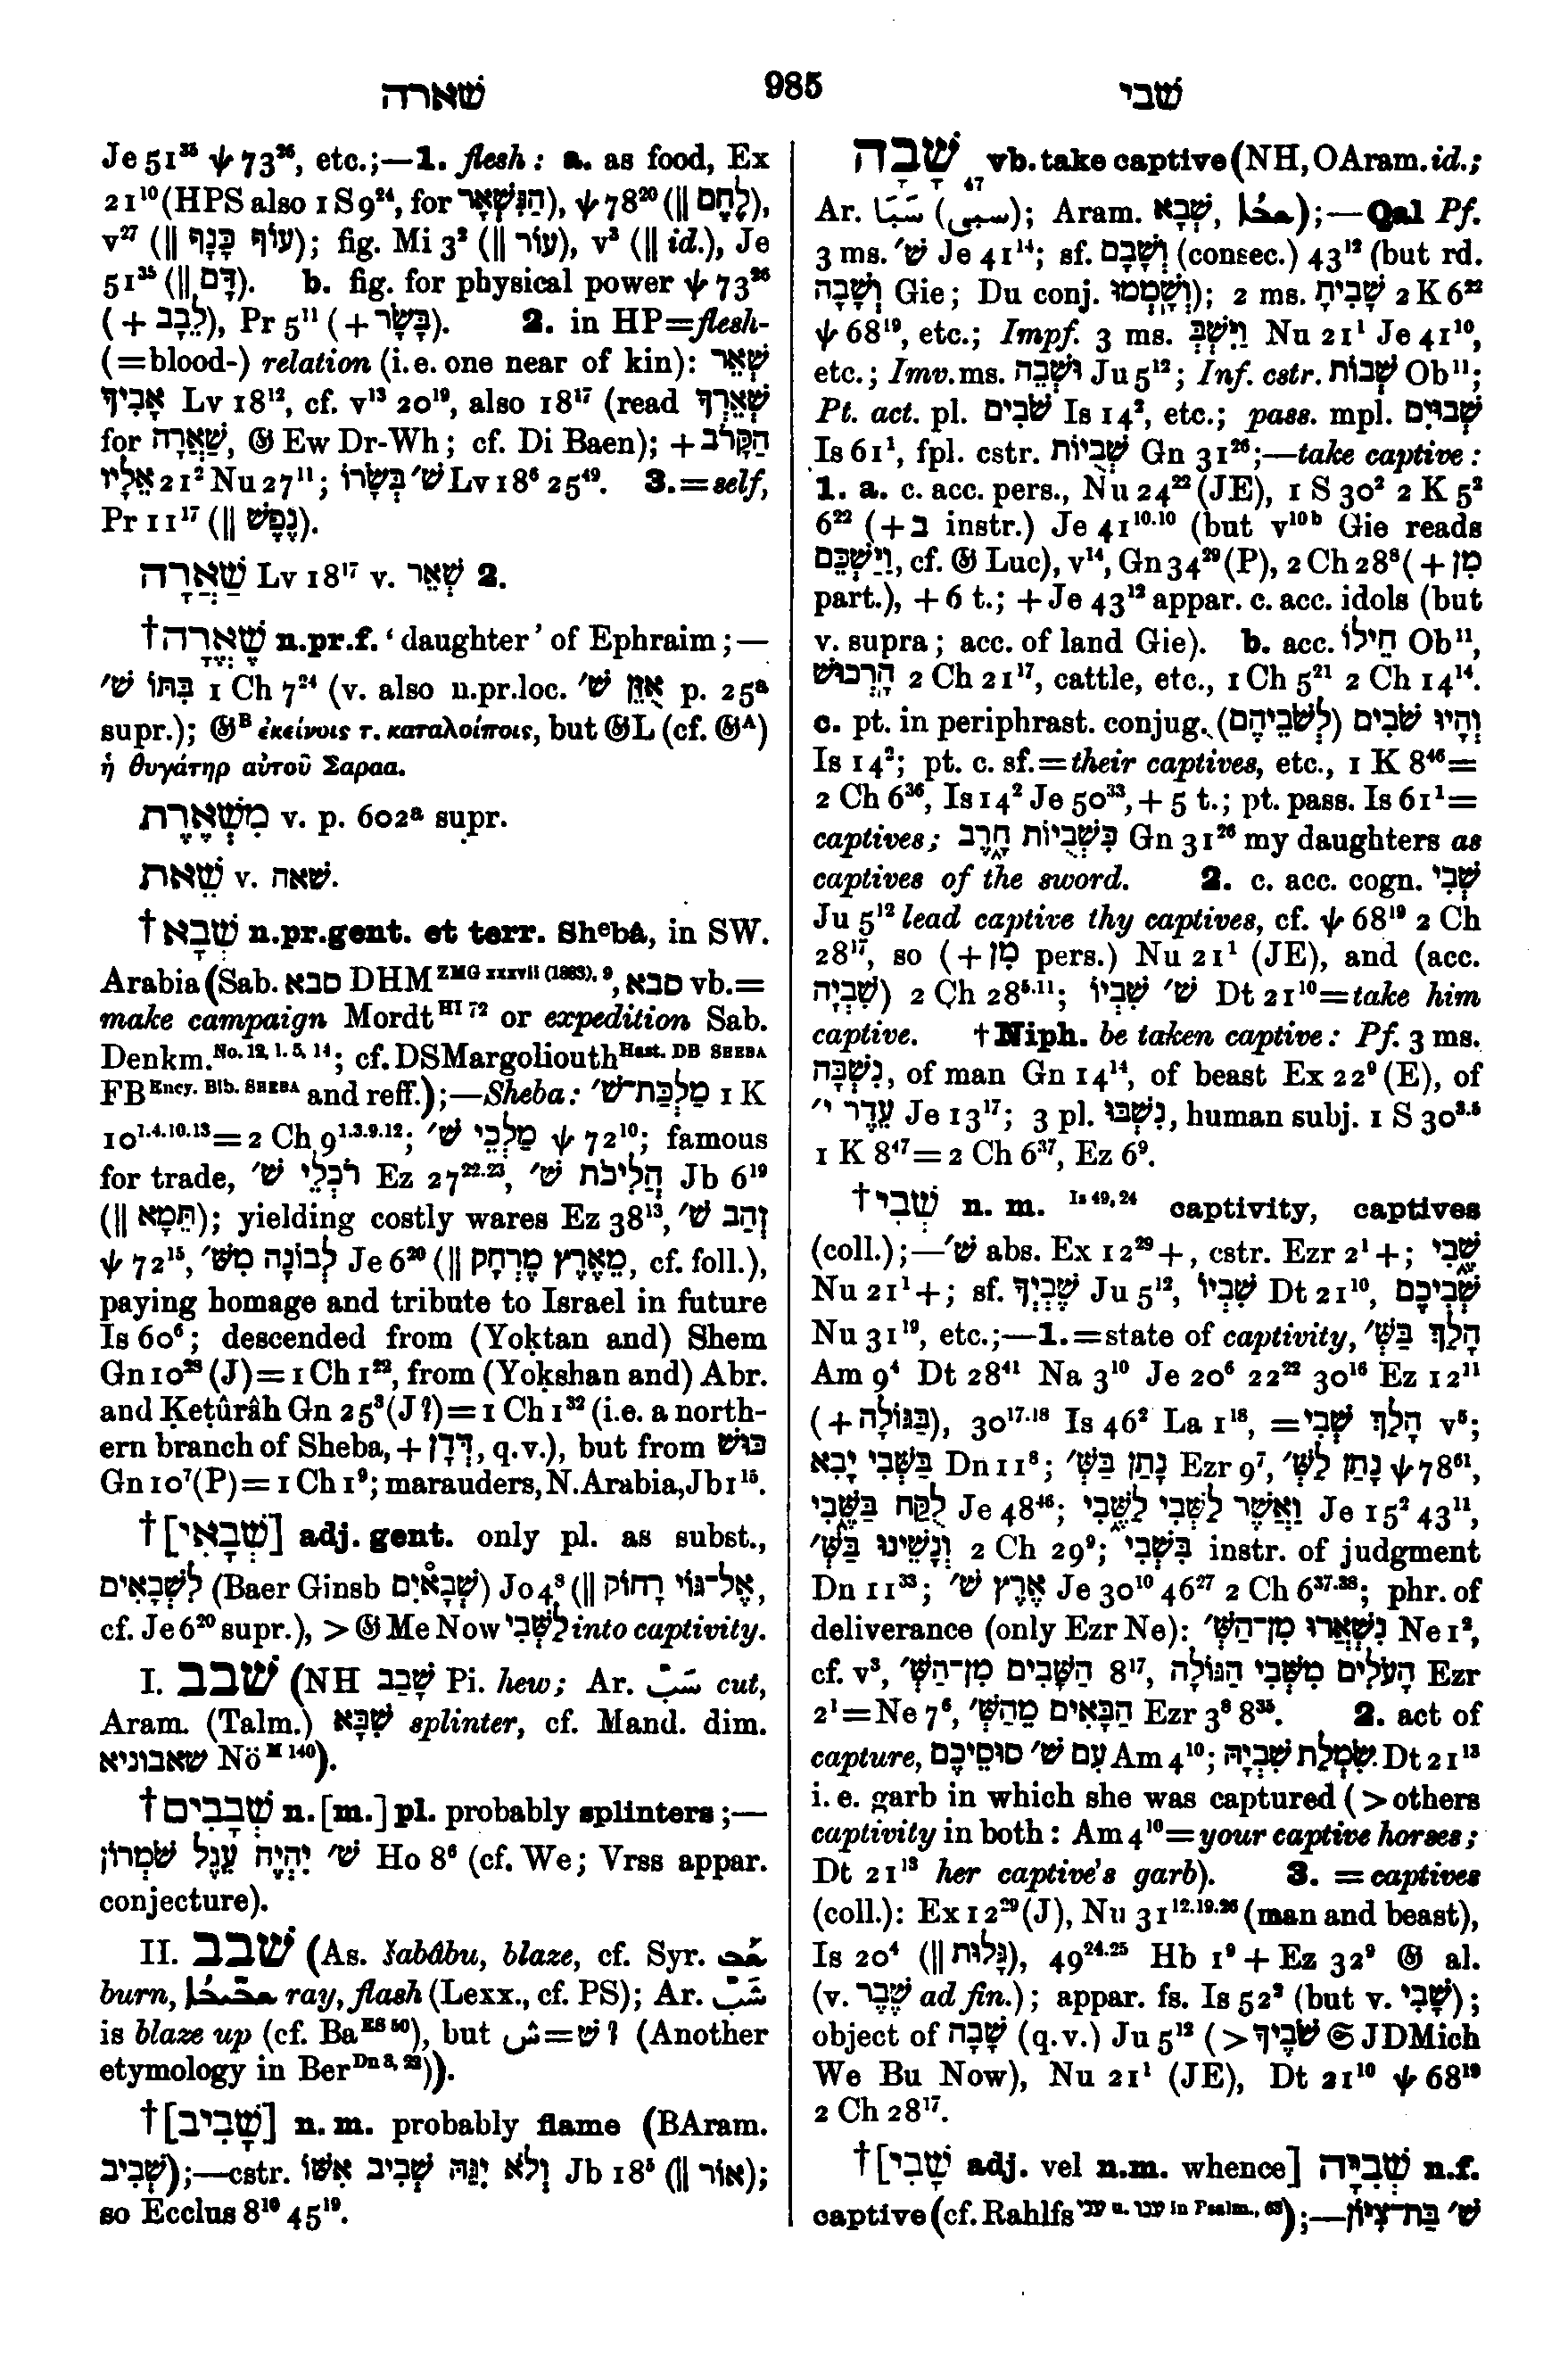 שׁארה
985
שׁבי
Je 51³⁵ ψ 73²⁶, etc.;—1. flesh: a. as food, Ex
21¹⁰ (HPS also 1 S 9²⁴, for הַנִּשְׁאָר), ψ 78²⁰ (‖ לֶחֶם),
v²⁷ (‖ עוֹף כָּנָף); fig. Mi 3² (‖ עוֹר), v³ (‖ id.), Je
51³⁵ (‖ דָּם). b. fig. for physical power ψ 73²⁶
(+ לֵבָב), Pr 5¹¹ (+ בָּשָׂר). 2. in HP=flesh-
(=blood-) relation (i.e. one near of kin): שְׁאֵר
אָבִיךָ Lv 18¹², cf. v¹³ 20¹⁹, also 18¹⁷ (read שְׁאֵרְךָ
for שַׁאֲרָה, 𝔊 Ew Dr-Wh; cf. Di Baen); + הַקָּרֹב
אֵלָיו 21² Nu 27¹¹; שׁ׳ בְּשָׂרוֹ Lv 18⁶ 25⁴⁹. 3.=self,
Pr 11¹⁷ (‖ נֶפֶשׁ).
שַׁאֲרָה Lv 18¹⁷ v. שְׁאֵר 2.
†שֶׁאֱרָה n.pr.f. ‘daughter’ of Ephraim;—
בִּתּוֹ שׁ׳ 1 Ch 7²⁴ (v. also n.pr.loc. אֻזֵּן שׁ׳ p. 25ᵃ
supr.); 𝔊ᴮ ἐκείνοις τ. καταλοίποις, but 𝔊L (cf. 𝔊ᴬ)
ἡ θυγάτηρ αὐτοῦ Σαραα.
מִשְׁאֶרֶת v. p. 602ᵃ supr.
שְׁאֵת v. שׁאה.
†שְׁבָא n.pr.gent. et terr. Shᵉbâ, in SW.
Arabia (Sab. סבא DHM ZMG xxxvii (1883), 9, סבא vb.=
make campaign Mordt HI 72 or expedition Sab.
Denkm. No. 12, l. 5, 14; cf. DSMargoliouth Hast. DB SHEBA
FB Ency. Bib. SHEBA and reff.);—Sheba: מַלְכַּת־שׁ׳ 1 K
10¹·⁴·¹⁰·¹³=2 Ch 9¹·³·⁹·¹²; מַלְכֵי שׁ׳ ψ 72¹⁰; famous
for trade, רֹכְלֵי שׁ׳ Ez 27²²·²³, הֲלִיכֹת שׁ׳ Jb 6¹⁹
(‖ תֵּמָא); yielding costly wares Ez 38¹³, זְהַב שׁ׳
ψ 72¹⁵, לְבוֹנָה מִשּׁ׳ Je 6²⁰ (‖ מֵאֶרֶץ מֶרְחָק, cf. foll.),
paying homage and tribute to Israel in future
Is 60⁶; descended from (Yoḳtan and) Shem
Gn 10²⁸ (J)=1 Ch 1²², from (Yoḳshan and) Abr.
and Ḳeṭûrâh Gn 25³ (J?)=1 Ch 1³² (i.e. a north-
ern branch of Sheba, + דְּדָן, q.v.), but from כּוּשׁ
Gn 10⁷ (P)=1 Ch 1⁹; marauders, N. Arabia, Jb 1¹⁵.
†[שְׁבָאִי] adj. gent. only pl. as subst.,
לִשְׁבָאִים (Baer Ginsb שְׁבָאיִם) Jo 4⁸ (‖ אֶל־גּוֹי רָחוֹק,
cf. Je 6²⁰ supr.), > 𝔊 Me Now לַשְּׁבִי into captivity.
I. שׁבב (NH שָׁבַב Pi. hew; Ar. سَبَّ cut,
Aram. (Talm.) שִׁבָּא splinter, cf. Mand. dim.
שאבוניא Nö M 140).
†שְׁבָבִים n.[m.] pl. probably splinters;—
שׁ׳ יִהְיֶה עֵגֶל שֹׁמְרוֹן Ho 8⁶ (cf. We; Vrss appar.
conjecture).
II. שׁבב (As. šabâbu, blaze, cf. Syr.
burn, ray, flash (Lexx., cf. PS); Ar. شَبَّ
is blaze up (cf. Ba ES 50), but ش=שׁ? (Another
etymology in Ber Dn 3, 22)).
†[שָׁבִיב] n. m. probably flame (BAram.
שְׁבִיב);—cstr. וְלֹא יִגַּהּ שְׁבִיב אִשּׁוֹ Jb 18⁵ (‖ אוֹר);
so Ecclus 8¹⁰ 45¹⁹.
שָׁבָה ₄₇ vb. take captive (NH, OAram. id.;
Ar. سَبَا (سبى); Aram. שְׁבָא, ܫܒܳܐ);—Qal Pf.
3 ms. שׁ׳ Je 41¹⁴; sf. וְשָׁבָם (consec.) 43¹² (but rd.
וְשָׁבָה Gie; Du conj. וְשָׁמְמוּ); 2 ms. שָׁבִיתָ 2 K 6²²
ψ 68¹⁹, etc.; Impf. 3 ms. וַיִּשְׁבְּ Nu 21¹ Je 41¹⁰,
etc.; Imv. ms. וּשֲׁבֵה Ju 5¹²; Inf. cstr. שְׁבוֹת Ob¹¹;
Pt. act. pl. שֹׁבִים Is 14², etc.; pass. mpl. שְׁבוּיִם
Is 61¹, fpl. cstr. שְׁבֻיוֹת Gn 31²⁶;—take captive:
1. a. c. acc. pers., Nu 24²² (JE), 1 S 30² 2 K 5²
6²² (+ בְּ instr.) Je 41¹⁰·¹⁰ (but v¹⁰ᵇ Gie reads
וַיַּשְׁכֵּם, cf. 𝔊 Luc), v¹⁴, Gn 34²⁹ (P), 2 Ch 28⁸ (+ מִן
part.), + 6 t.; + Je 43¹² appar. c. acc. idols (but
v. supra; acc. of land Gie). b. acc. חֵילוֹ Ob¹¹,
הָרְכוּשׁ 2 Ch 21¹⁷, cattle, etc., 1 Ch 5²¹ 2 Ch 14¹⁴.
c. pt. in periphrast. conjug. וְהָיוּ שֹׁבִים (לְשֹׁבֵיהֶם)
Is 14²; pt. c. sf.=their captives, etc., 1 K 8⁴⁶=
2 Ch 6³⁶, Is 14² Je 50³³, + 5 t.; pt. pass. Is 61¹=
captives; כִּשְׁבֻיוֹת חָרֶב Gn 31²⁶ my daughters as
captives of the sword. 2. c. acc. cogn. שְׁבִי
Ju 5¹² lead captive thy captives, cf. ψ 68¹⁹ 2 Ch
28¹⁷, so (+ מִן pers.) Nu 21¹ (JE), and (acc.
שִׁבְיָה) 2 Ch 28⁵·¹¹; שׁ׳ שִׁבְיוֹ Dt 21¹⁰=take him
captive. †Niph. be taken captive: Pf. 3 ms.
נִשְׁבָּה, of man Gn 14¹⁴, of beast Ex 22⁹ (E), of
עֵדֶר י׳ Je 13¹⁷; 3 pl. נִשְׁבּוּ, human subj. 1 S 30³·⁵
1 K 8⁴⁷=2 Ch 6³⁷, Ez 6⁹.
†שְׁבִי n. m. Is 49, 24 captivity, captives
(coll.);—שׁ׳ abs. Ex 12²⁹+, cstr. Ezr 2¹+; שֶׁבִי
Nu 21¹+; sf. שֶׁבְיְךָ Ju 5¹², שִׁבְיוֹ Dt 21¹⁰, שִׁבְיְכֶם
Nu 31¹⁹, etc.;—1.=state of captivity, הָלַךְ בַּשְּׁ׳
Am 9⁴ Dt 28⁴¹ Na 3¹⁰ Je 20⁶ 22²² 30¹⁶ Ez 12¹¹
(+ בַּגּוֹלָה), 30¹⁷·¹⁸ Is 46² La 1¹⁸, = הָלַךְ שְׁבִי v⁵;
בַּשְּׁבִי יָבֹא Dn 11⁸; נָתַן בַּשְּׁ׳ Ezr 9⁷, נָתַן לַשְּׁ׳ ψ 78⁶¹,
לֻקַּח בַּשֶּׁבִי Je 48⁴⁶; וַאֲשֶׁר לַשְּׁבִי לַשֶּׁבִי Je 15² 43¹¹,
וְנָשֵׁינוּ בַּשְּׁ׳ 2 Ch 29⁹; בִּשְׁבִי instr. of judgment
Dn 11³³; אֶרֶץ שׁ׳ Je 30¹⁰ 46²⁷ 2 Ch 6³⁷·³⁸; phr. of
deliverance (only Ezr Ne): נִשְׁאֲרוּ מִן־הַשְּׁ׳ Ne 1²,
cf. v³, הַשָּׁבִים מִן־הַשְּׁ׳ 8¹⁷, הָעֹלִים מִשְּׁבִי הַגּוֹלָה Ezr
2¹=Ne 7⁶, הַבָּאִים מֵהַשְּׁ׳ Ezr 3⁸ 8³⁵. 2. act of
capture, עִם שׁ׳ סוּסֵיכֶם Am 4¹⁰; שִׂמְלַת שִׁבְיָהּ Dt 21¹³
i.e. garb in which she was captured (> others
captivity in both: Am 4¹⁰=your captive horses;
Dt 21¹³ her captive's garb). 3. =captives
(coll.): Ex 12²⁹ (J), Nu 31¹²·¹⁹·²⁶ (man and beast),
Is 20⁴ (‖ גָּלוּת), 49²⁴·²⁵ Hb 1⁹ + Ez 32⁹ 𝔊 al.
(v. שֶׁבֶר ad fin.); appar. fs. Is 52² (but v. שָׁבִי);
object of שָׁבָה (q.v.) Ju 5¹² (> שֹׁבֶיךָ 𝔖 JDMich
We Bu Now), Nu 21¹ (JE), Dt 21¹⁰ ψ 68¹⁹
2 Ch 28¹⁷.
†[שָׁבִי adj. vel n.m. whence] שְׁבִיָּה n.f.
captive (cf. Rahlfs עני u. ענו in Psalm., 63);—שׁ׳ בַּת־צִיּוֹן